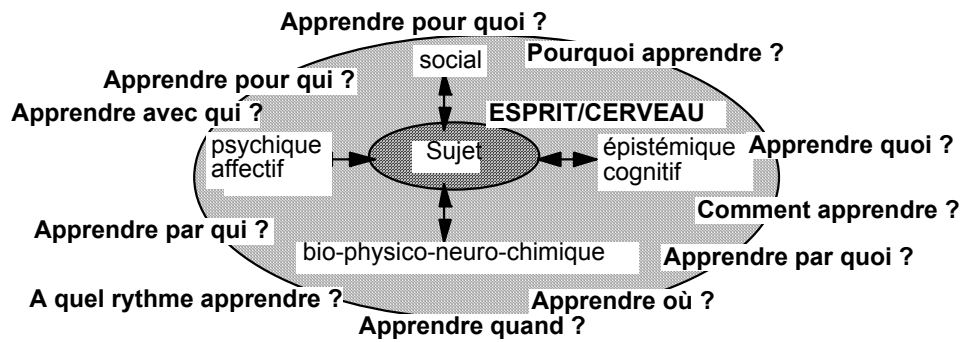 Apprendre pour quoi ?
Pourquoi apprendre ?
social
Apprendre pour qui ?
Apprendre avec qui ?
ESPRIT/CERVEAU
psychique
affectif
Sujet
épistémique
cognitif
Apprendre quoi ?
Comment apprendre ?
Apprendre par qui ?
bio-physico-neuro-chimique
Apprendre par quoi ?
A quel rythme apprendre ?
Apprendre où ?
Apprendre quand ?